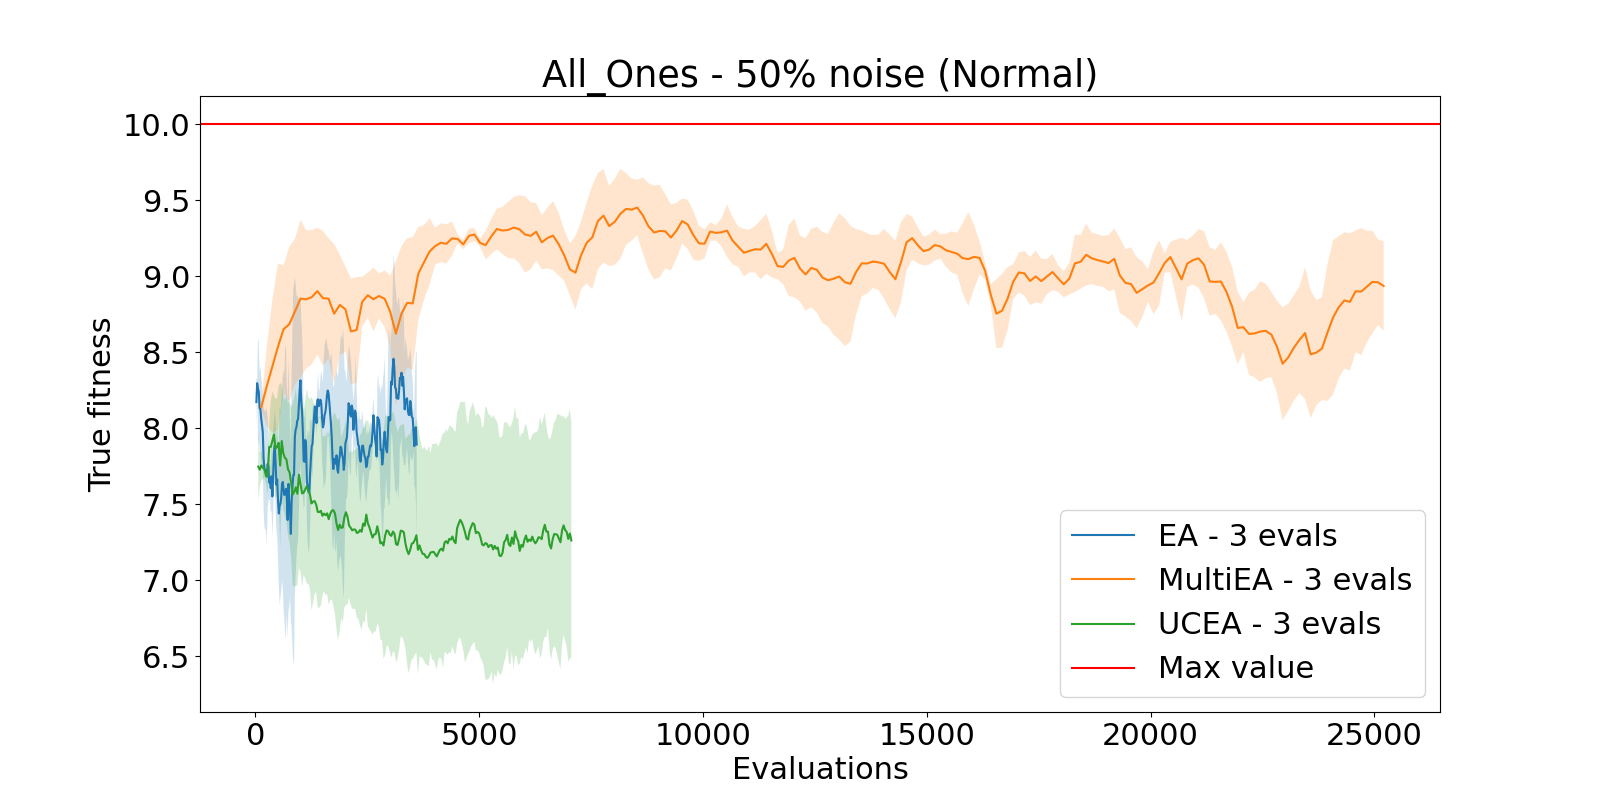 All_Ones - 50% noise (Normal)
True fitness
10.0
9.5
9.0
8.5
8.0
7.5
7.0
6.5
EA - 3 evals
MultiEA - 3 evals
UCEA - 3 evals
Max value
0 5000 10000 15000 20000 25000
Evaluations